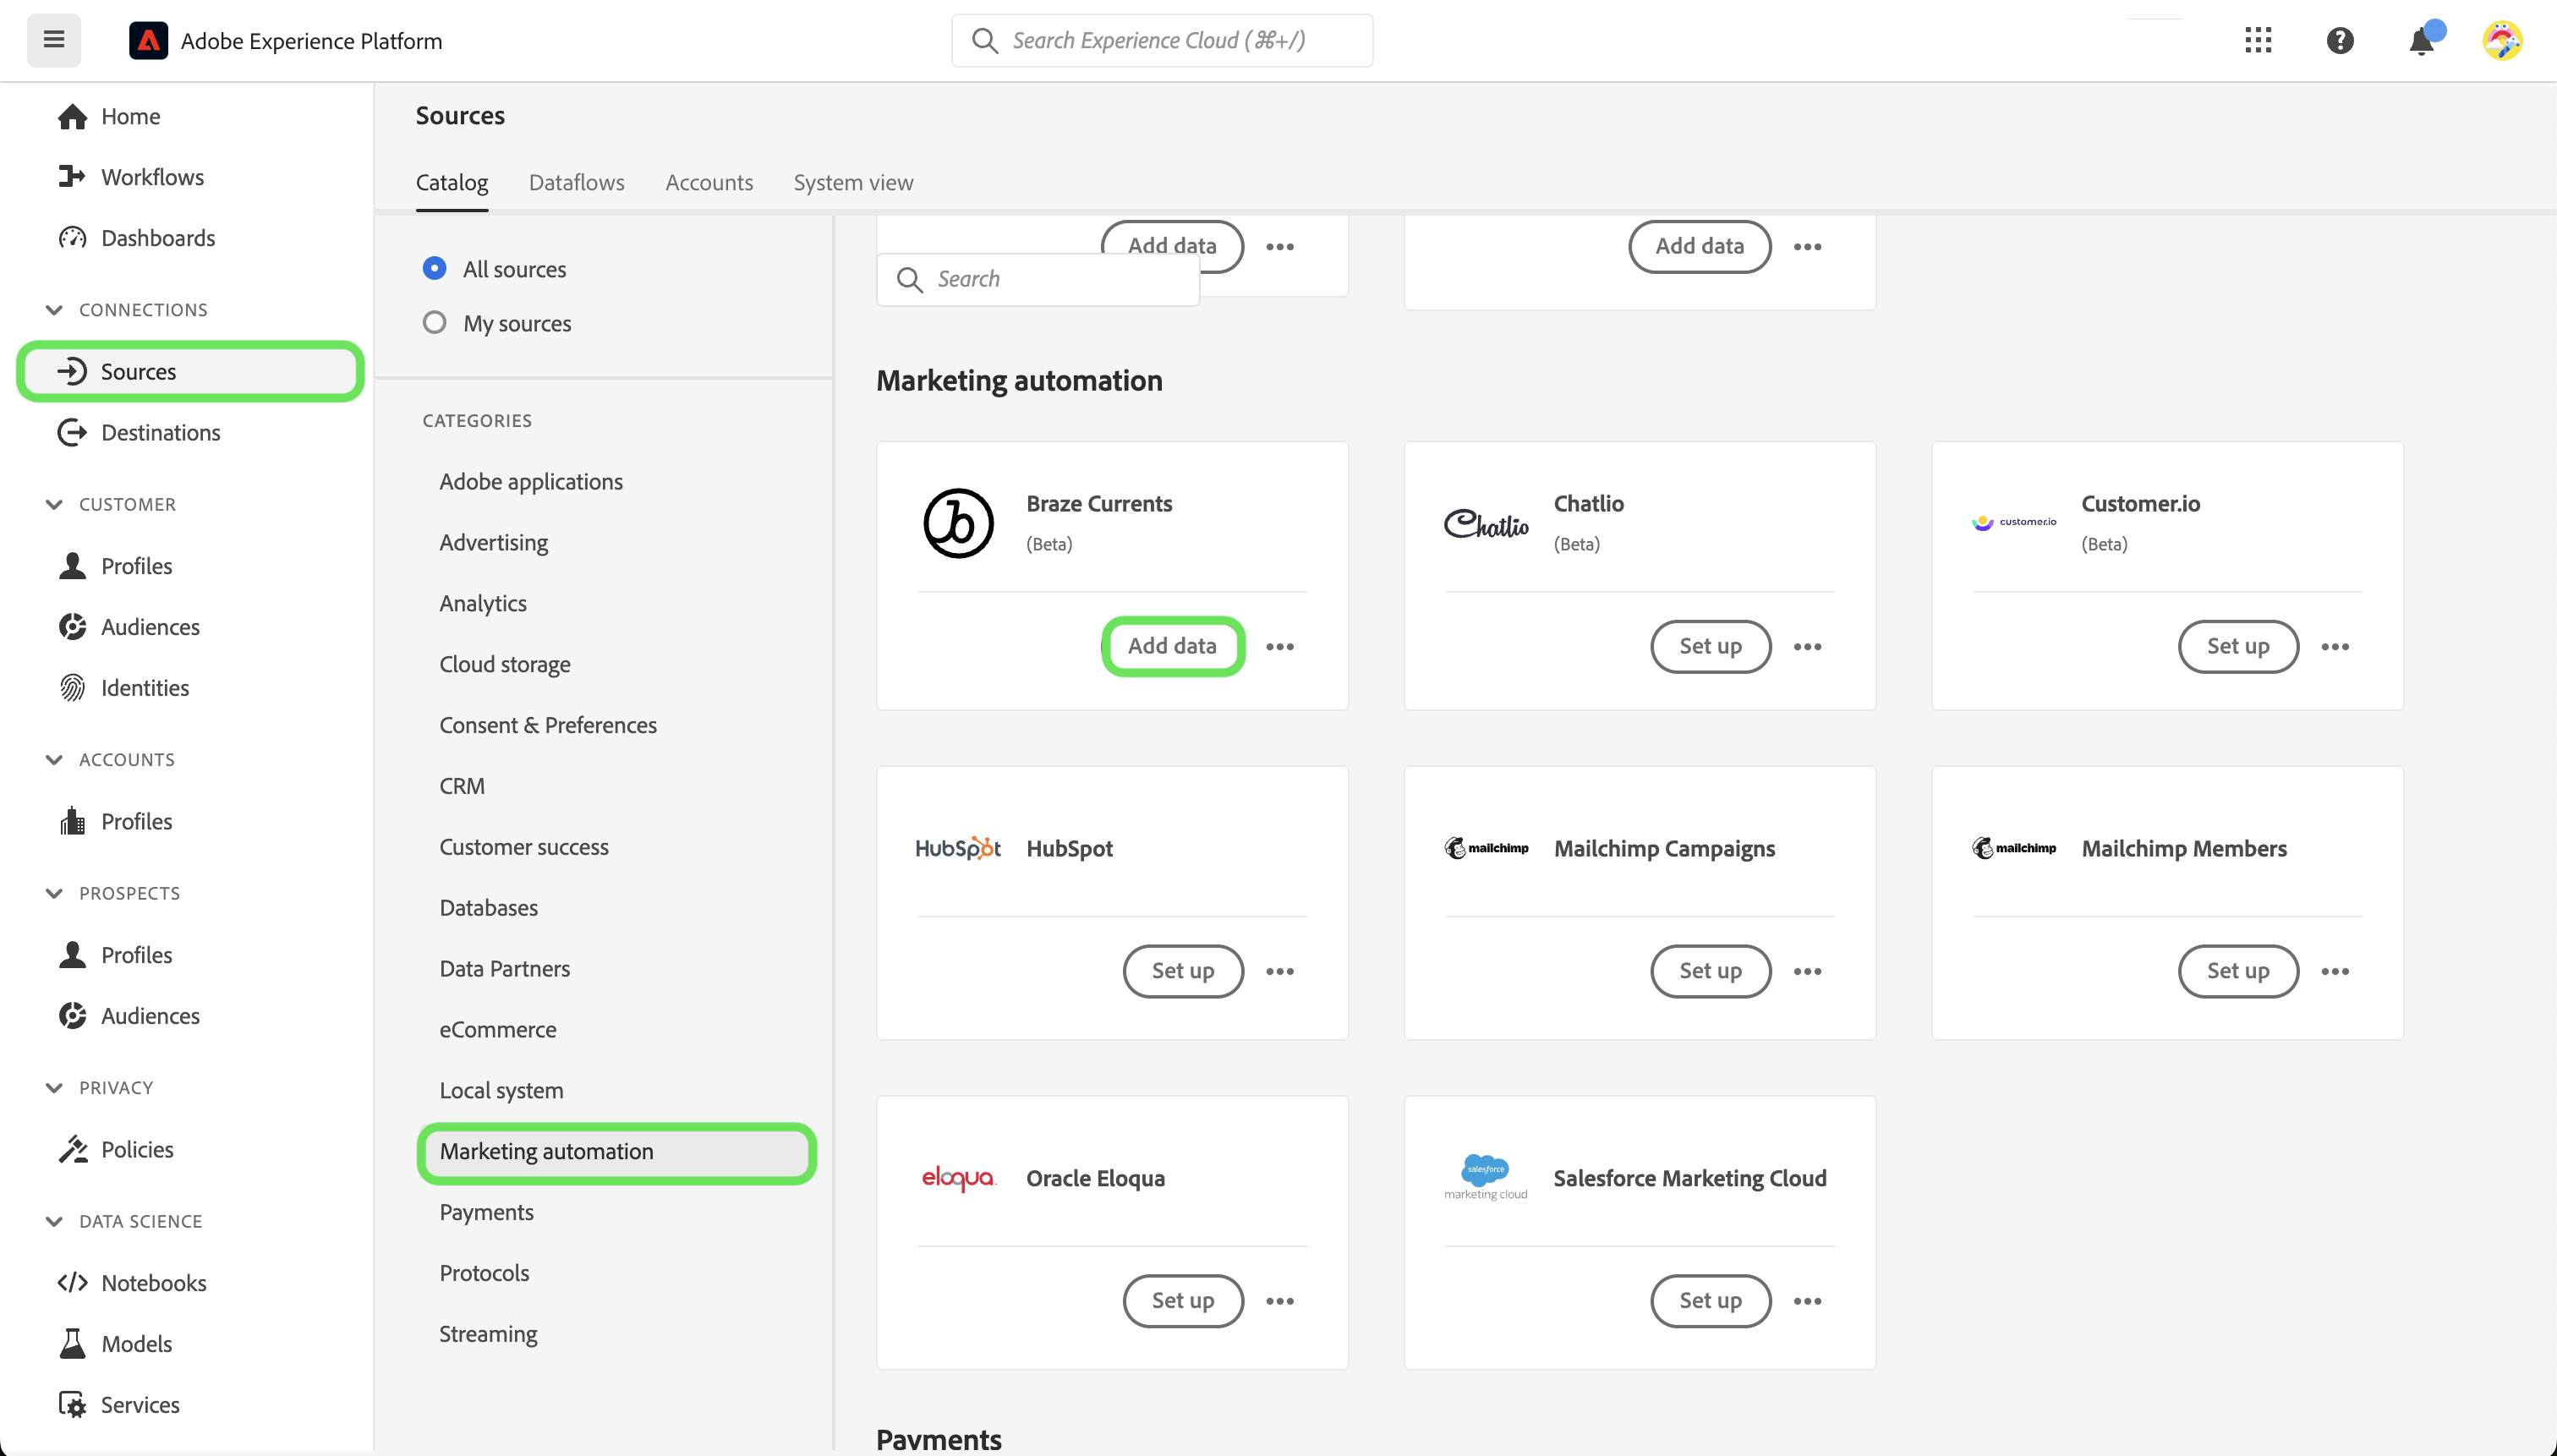 Adobe Experience Platform
Search Experience Cloud (⌘+/)
Home
Workflows
Dashboards
CONNECTIONS
Sources
Destinations
CUSTOMER
Profiles
Audiences
Identities
ACCOUNTS
Profiles
PROSPECTS
Profiles
Audiences
PRIVACY
Policies
DATA SCIENCE
Notebooks
Models
Services
Sources
Catalog Dataflows Accounts System view
All sources
My sources
CATEGORIES
Adobe applications
Advertising
Analytics
Cloud storage
Consent & Preferences
CRM
Customer success
Databases
Data Partners
eCommerce
Local system
Marketing automation
Payments
Protocols
Streaming
Add data
Add data
Search
Marketing automation
Braze Currents
(Beta)
Add data
Chatlio
Chatlio
(Beta)
Set up
customer.io
Customer.io
(Beta)
Set up
HubSpot
HubSpot
Set up
mailchimp
Mailchimp Campaigns
Set up
mailchimp
Mailchimp Members
Set up
eloqua
Oracle Eloqua
Set up
salesforce
marketing cloud
Salesforce Marketing Cloud
Set up
Payments